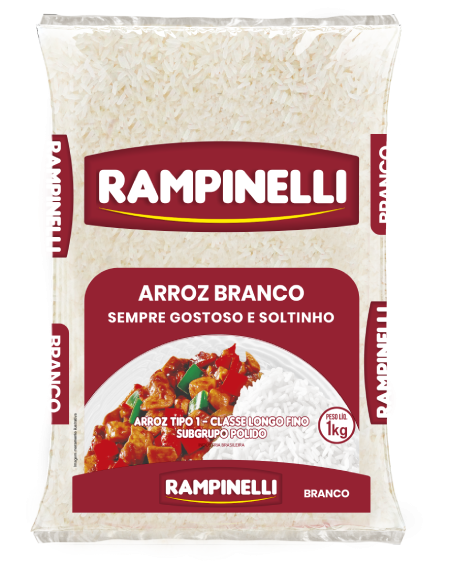 RAMPINELLI
RAMPINELLI
BRANCO
ARROZ BRANCO
SEMPRE GOSTOSO E SOLTINHO
BRANCO
RAMPINELLI
ARROZ TIPO 1 - CLASSE LONGO FINO
SUBGRUPO POLIDO
PESO LÍQ.
1kg
RAMPINELLI
BRANCO